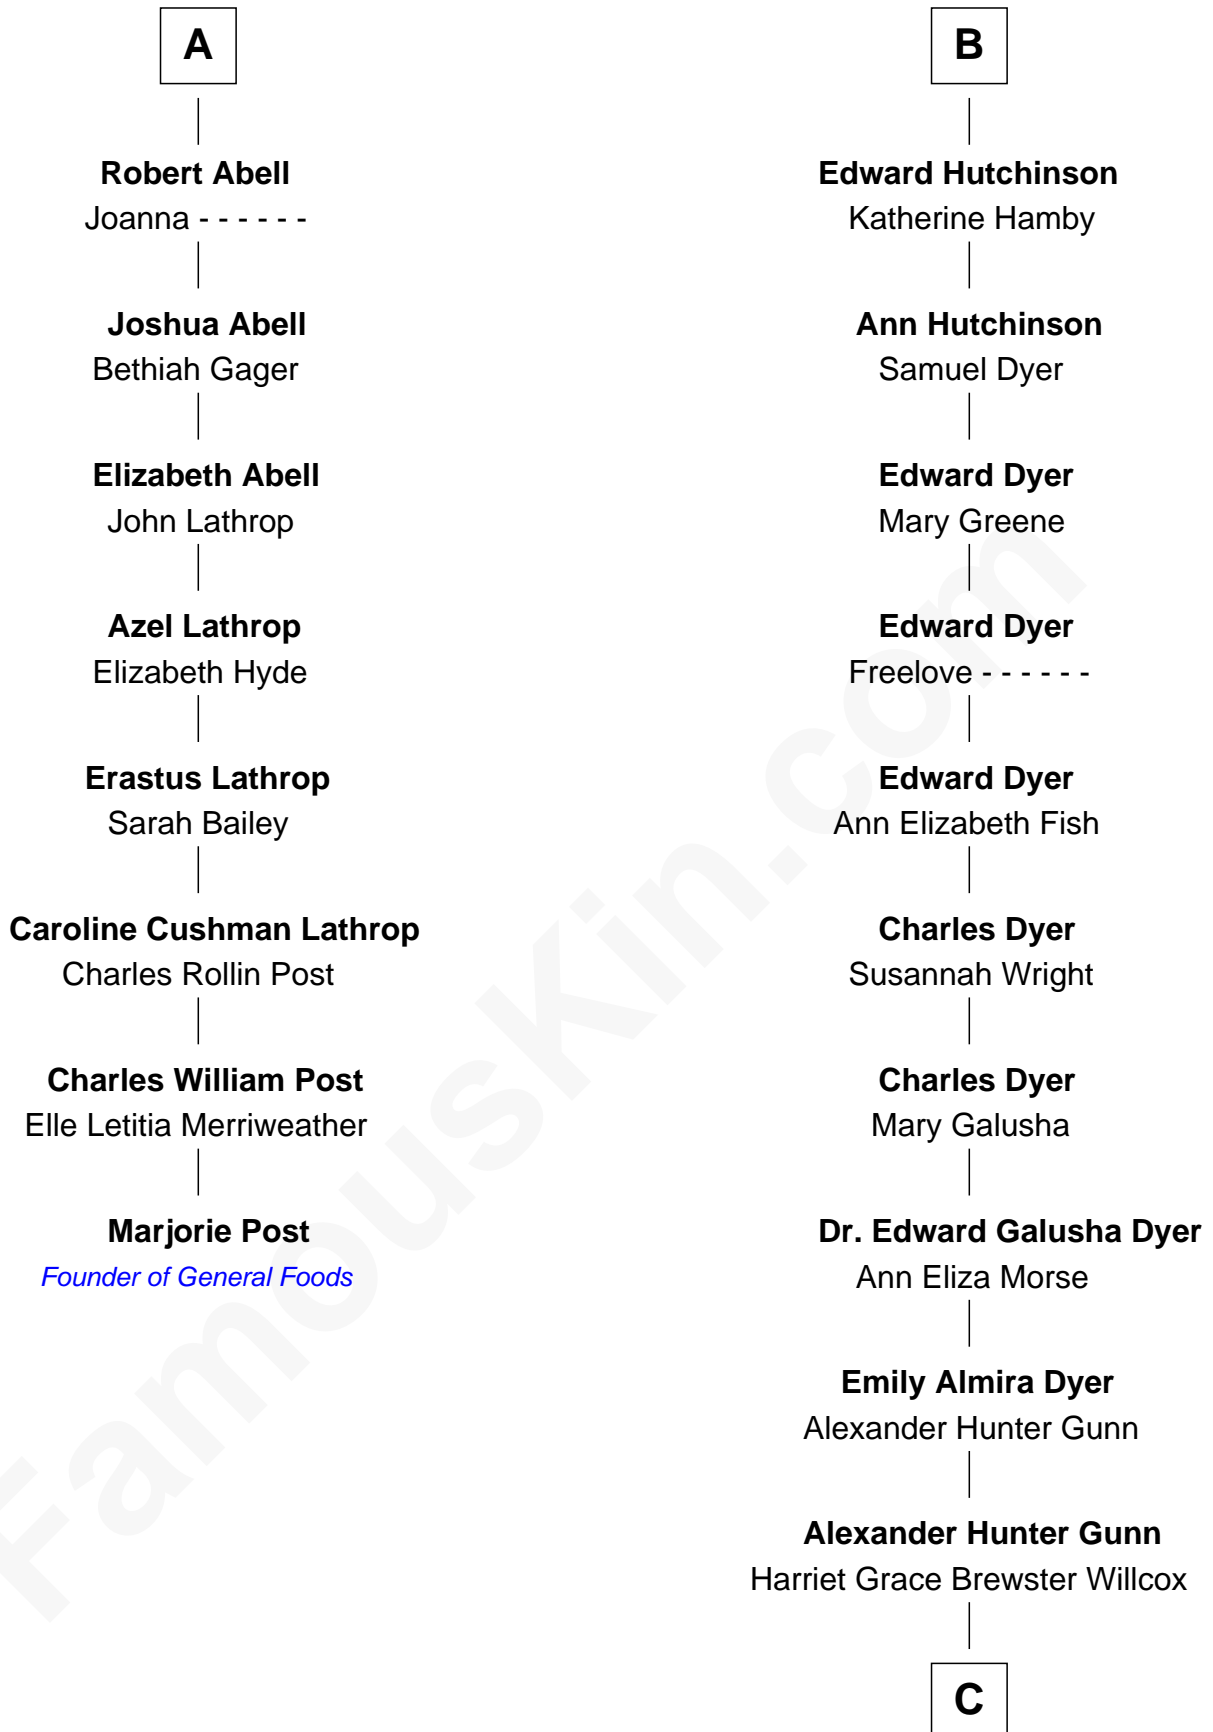 A
Robert Abell
Joanna - - - - - -
Joshua Abell
Bethiah Gager
Elizabeth Abell
John Lathrop
Azel Lathrop
Elizabeth Hyde
Erastus Lathrop
Sarah Bailey
Caroline Cushman Lathrop
Charles Rollin Post
Charles William Post
Elle Letitia Merriweather
Marjorie Post
Founder of General Foods
B
Edward Hutchinson
Katherine Hamby
Ann Hutchinson
Samuel Dyer
Edward Dyer
Mary Greene
Edward Dyer
Freelove - - - - - -
Edward Dyer
Ann Elizabeth Fish
Charles Dyer
Susannah Wright
Charles Dyer
Mary Galusha
Dr. Edward Galusha Dyer
Ann Eliza Morse
Emily Almira Dyer
Alexander Hunter Gunn
Alexander Hunter Gunn
Harriet Grace Brewster Willcox
C
FamousKin.com